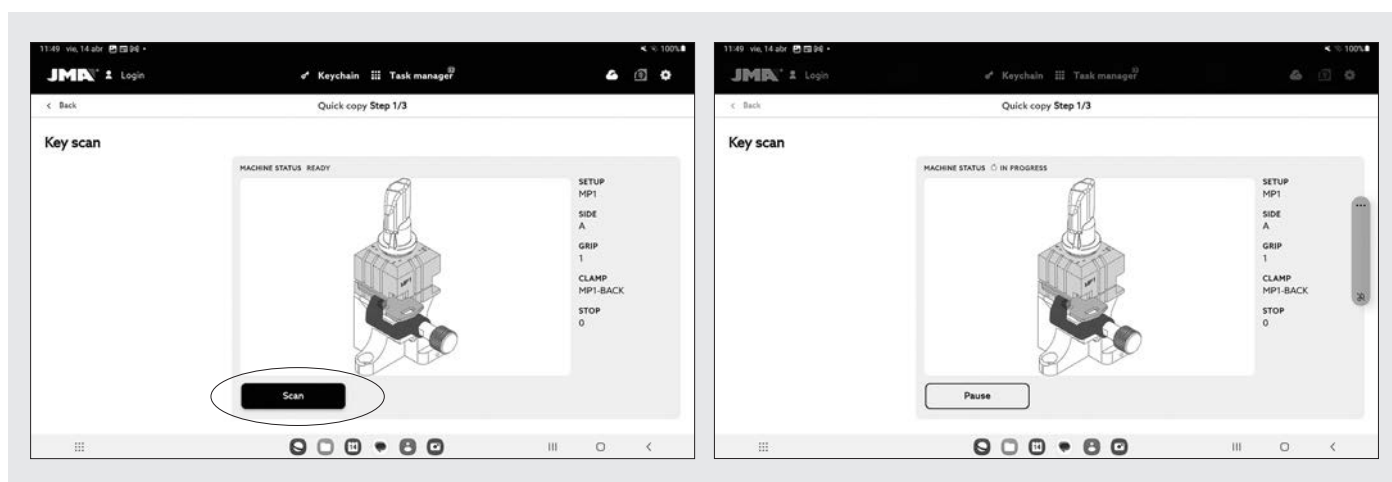 11:49 vie, 14 abr
100%
JMA Login
Keychain Task manager
Back
Quick copy Step 1/3
Key scan
MACHINE STATUS READY
MP1
SETUP
MP1
SIDE
A
GRIP
1
CLAMP
MP1-BACK
STOP
0
Scan
11:49 vie, 14 abr
100%
JMA Login
Keychain Task manager
Back
Quick copy Step 1/3
Key scan
MACHINE STATUS IN PROGRESS
MP1
SETUP
MP1
SIDE
A
GRIP
1
CLAMP
MP1-BACK
STOP
0
Pause